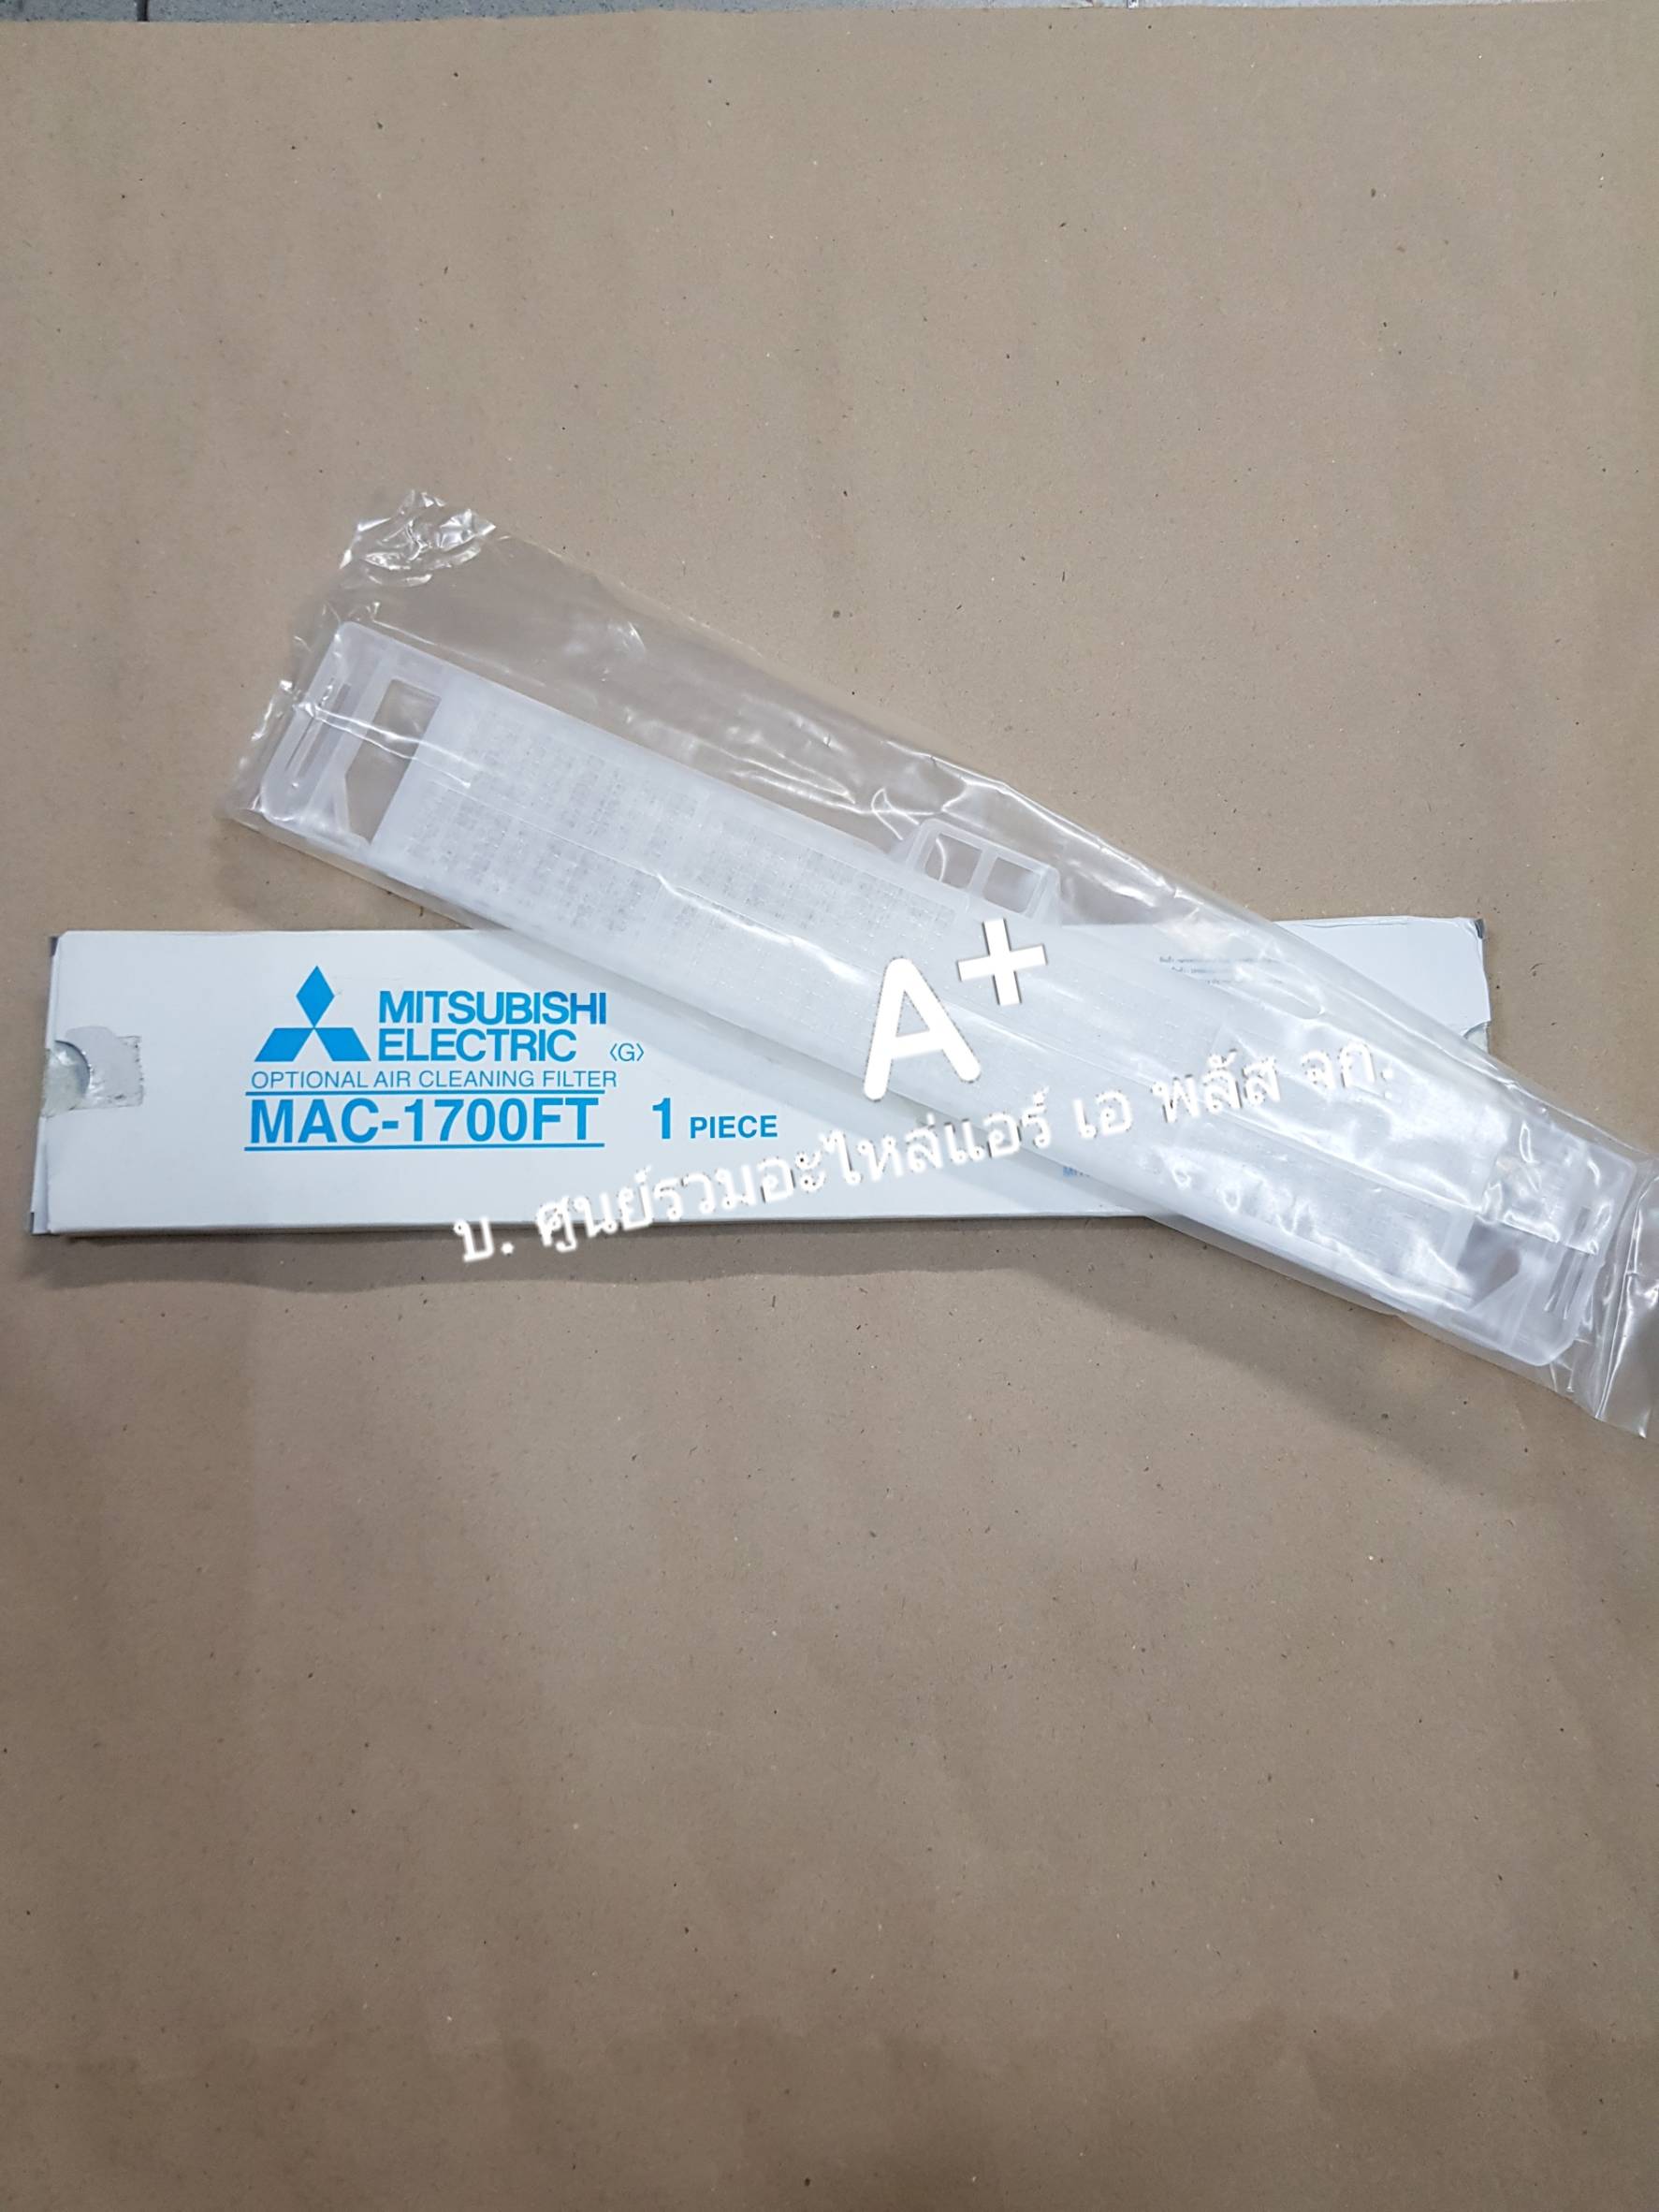 MITSUBISHI
ELECTRIC 〈G〉
OPTIONAL AIR CLEANING FILTER
MAC-1700FT 1 PIECE
A+
บ. ศูนย์รวมอะไหล่แอร์ เอ พลัส จก.